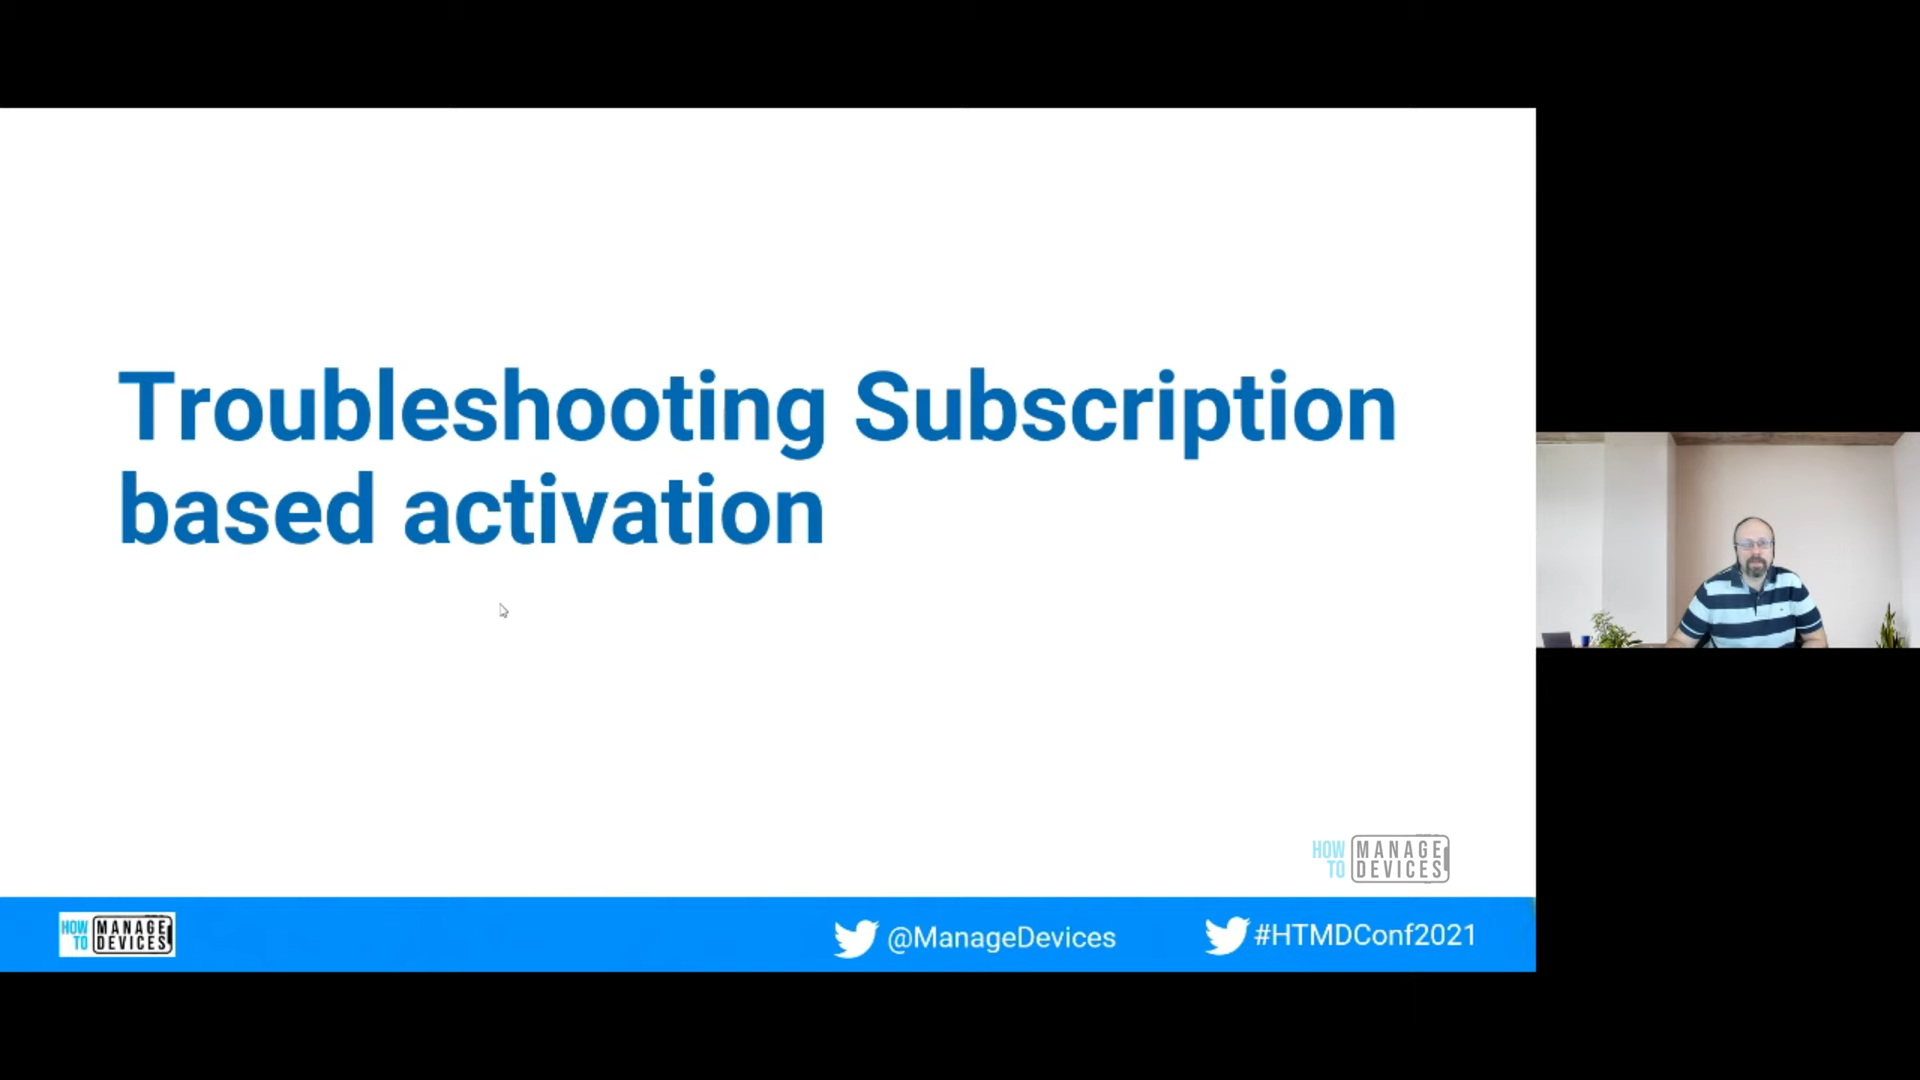 Troubleshooting Subscription
based activation
HOW TO MANAGE DEVICES
HOW TO MANAGE DEVICES
@ManageDevices
#HTMDConf2021